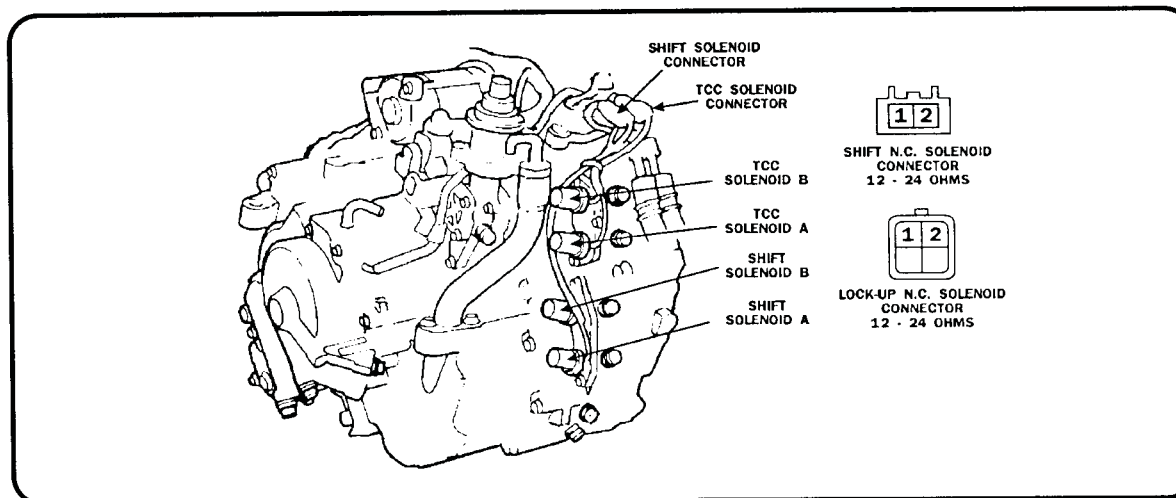 SHIFT SOLENOID
CONNECTOR
TCC SOLENOID
CONNECTOR
TCC
SOLENOID B
TCC
SOLENOID A
SHIFT
SOLENOID B
SHIFT
SOLENOID A
1 2
SHIFT N.C. SOLENOID
CONNECTOR
12 - 24 OHMS
1 2
LOCK-UP N.C. SOLENOID
CONNECTOR
12 - 24 OHMS